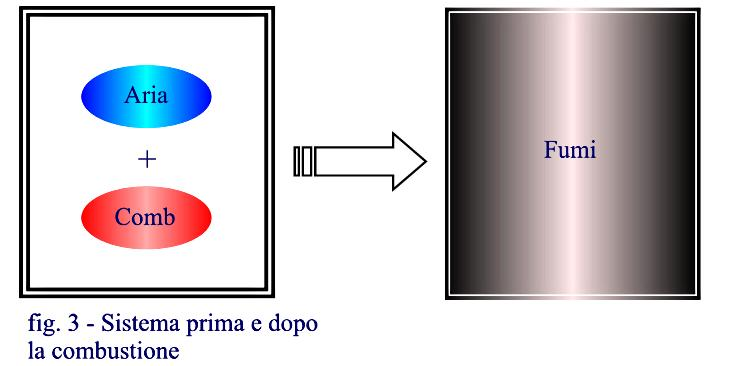 Aria
+
Comb
Fumi
fig. 3 - Sistema prima e dopo
la combustione